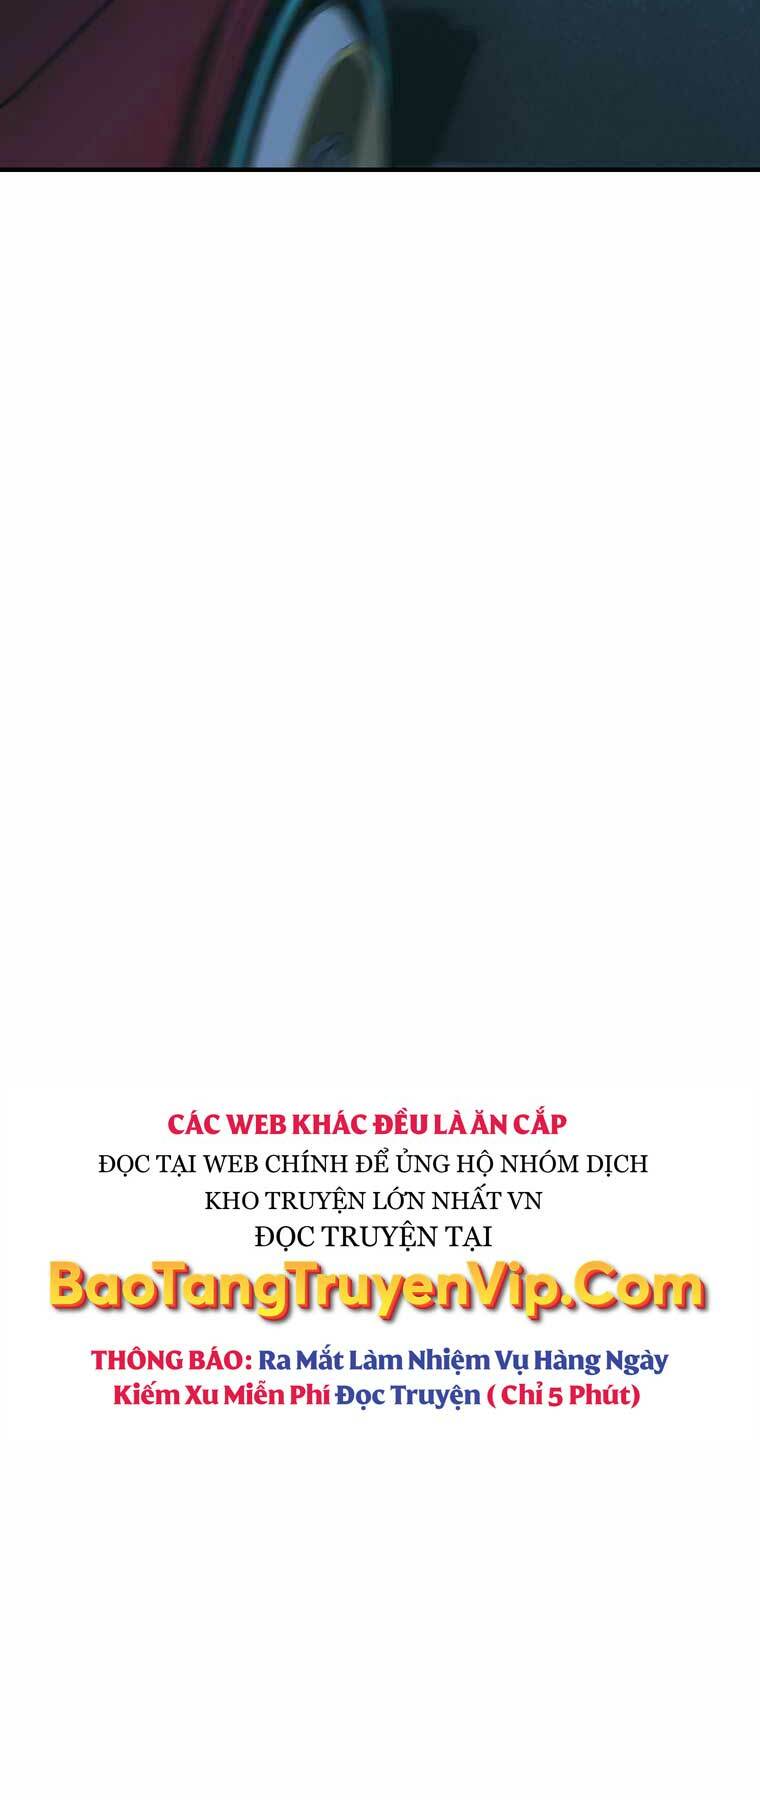 CÁC WEB KHÁC ĐỀU LÀ ĂN CẮP
ĐỌC TẠI WEB CHÍNH ĐỂ ỦNG HỘ NHÓM DỊCH
KHO TRUYỆN LỚN NHẤT VN
ĐỌC TRUYỆN TẠI
BaoTangTruyenVip.Com
THÔNG BÁO: Ra Mắt Làm Nhiệm Vụ Hàng Ngày
Kiếm Xu Miễn Phí Đọc Truyện ( Chỉ 5 Phút)